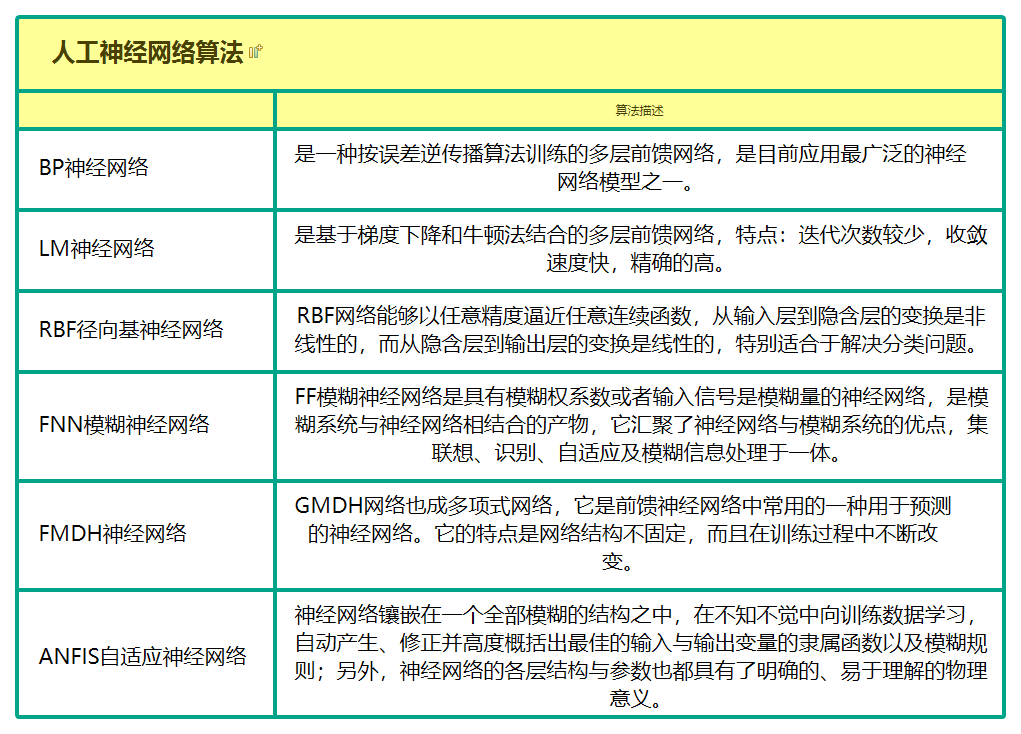 人工神经网络算法
算法描述
BP神经网络
是一种按误差逆传播算法训练的多层前馈网络，是目前应用最广泛的神经
网络模型之一。
LM神经网络
是基于梯度下降和牛顿法结合的多层前馈网络，特点：迭代次数较少，收敛
速度快，精确的高。
RBF径向基神经网络
RBF网络能够以任意精度逼近任意连续函数，从输入层到隐含层的变换是非
线性的，而从隐含层到输出层的变换是线性的，特别适合于解决分类问题。
FNN模糊神经网络
FF模糊神经网络是具有模糊权系数或者输入信号是模糊量的神经网络，是模
糊系统与神经网络相结合的产物，它汇聚了神经网络与模糊系统的优点，集
联想、识别、自适应及模糊信息处理于一体。
FMDH神经网络
GMDH网络也成多项式网络，它是前馈神经网络中常用的一种用于预测
的神经网络。它的特点是网络结构不固定，而且在训练过程中不断改
变。
ANFIS自适应神经网络
神经网络镶嵌在一个全部模糊的结构之中，在不知不觉中向训练数据学习，
自动产生、修正并高度概括出最佳的输入与输出变量的隶属函数以及模糊规
则；另外，神经网络的各层结构与参数也都具有了明确的、易于理解的物理
意义。